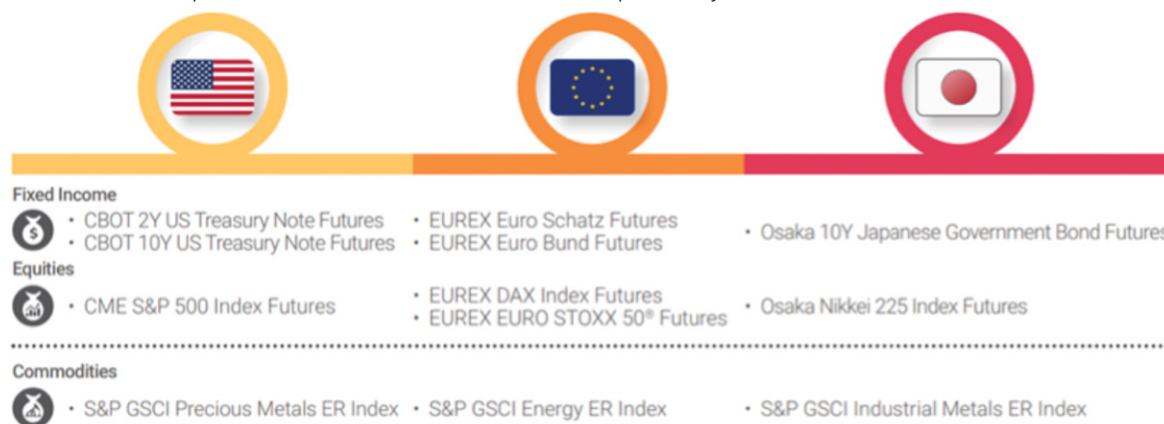 Fixed Income
• CBOT 2Y US Treasury Note Futures
• CBOT 10Y US Treasury Note Futures
• EUREX Euro Schatz Futures
• EUREX Euro Bund Futures
• Osaka 10Y Japanese Government Bond Futures
Equities
• CME S&P 500 Index Futures
• EUREX DAX Index Futures
• EUREX EURO STOXX 50® Futures
• Osaka Nikkei 225 Index Futures
Commodities
• S&P GSCI Precious Metals ER Index
• S&P GSCI Energy ER Index
• S&P GSCI Industrial Metals ER Index